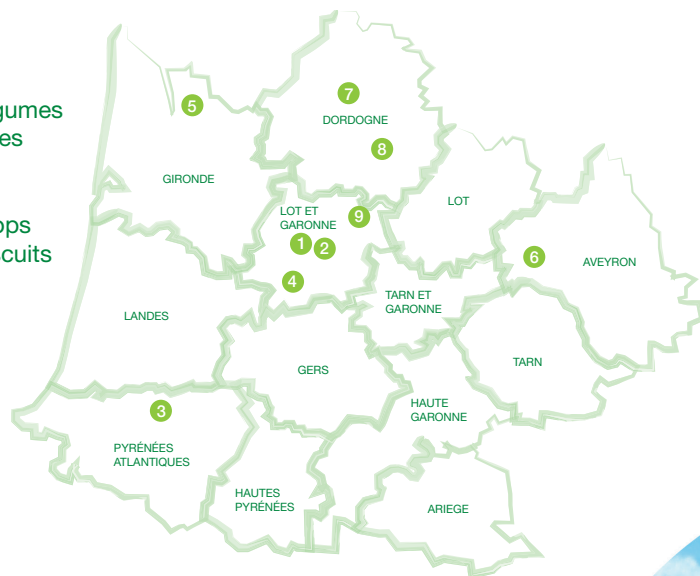 gumes
es
ops
cuits
5
7
DORDOGNE
8
GIRONDE
LOT ET
GARONNE
9
1
2
4
LOT
6
AVEYRON
TARN ET
GARONNE
LANDES
GERS
TARN
3
HAUTE
GARONNE
PYRÉNÉES
ATLANTIQUES
HAUTES
PYRÉNÉES
ARIEGE